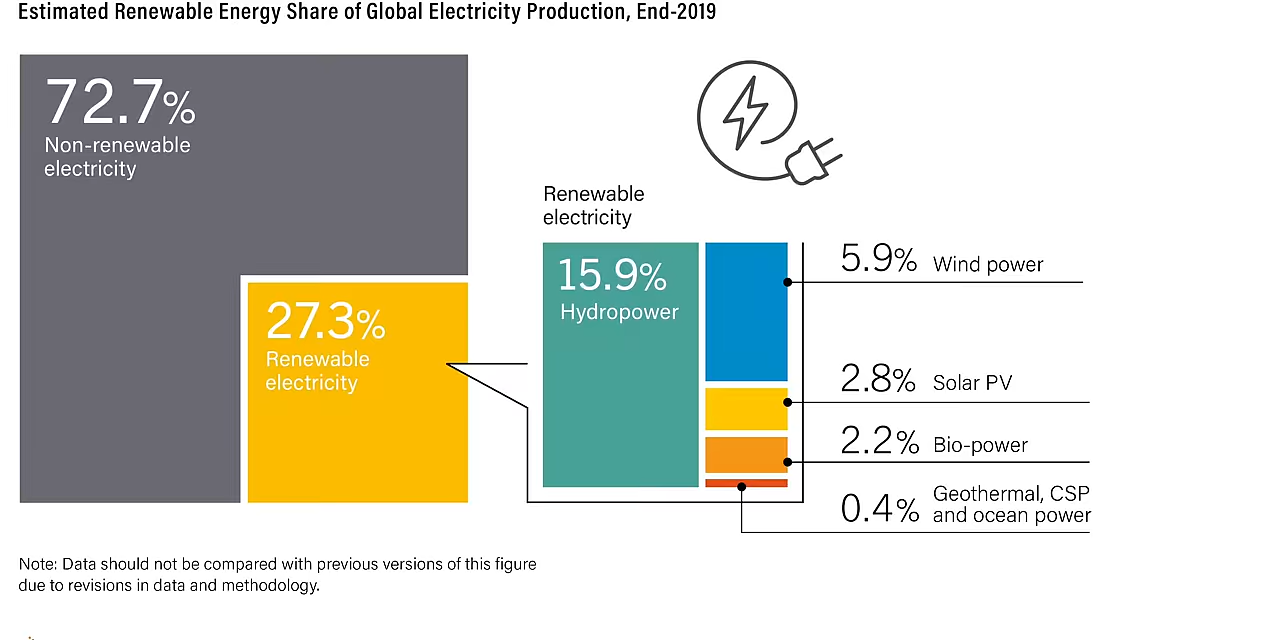 Estimated Renewable Energy Share of Global Electricity Production, End-2019
72.7%
Non-renewable
electricity
27.3%
Renewable
electricity
Renewable
electricity
15.9%
Hydropower
5.9% Wind power
2.8% Solar PV
2.2% Bio-power
0.4% Geothermal, CSP
and ocean power
Note: Data should not be compared with previous versions of this figure
due to revisions in data and methodology.